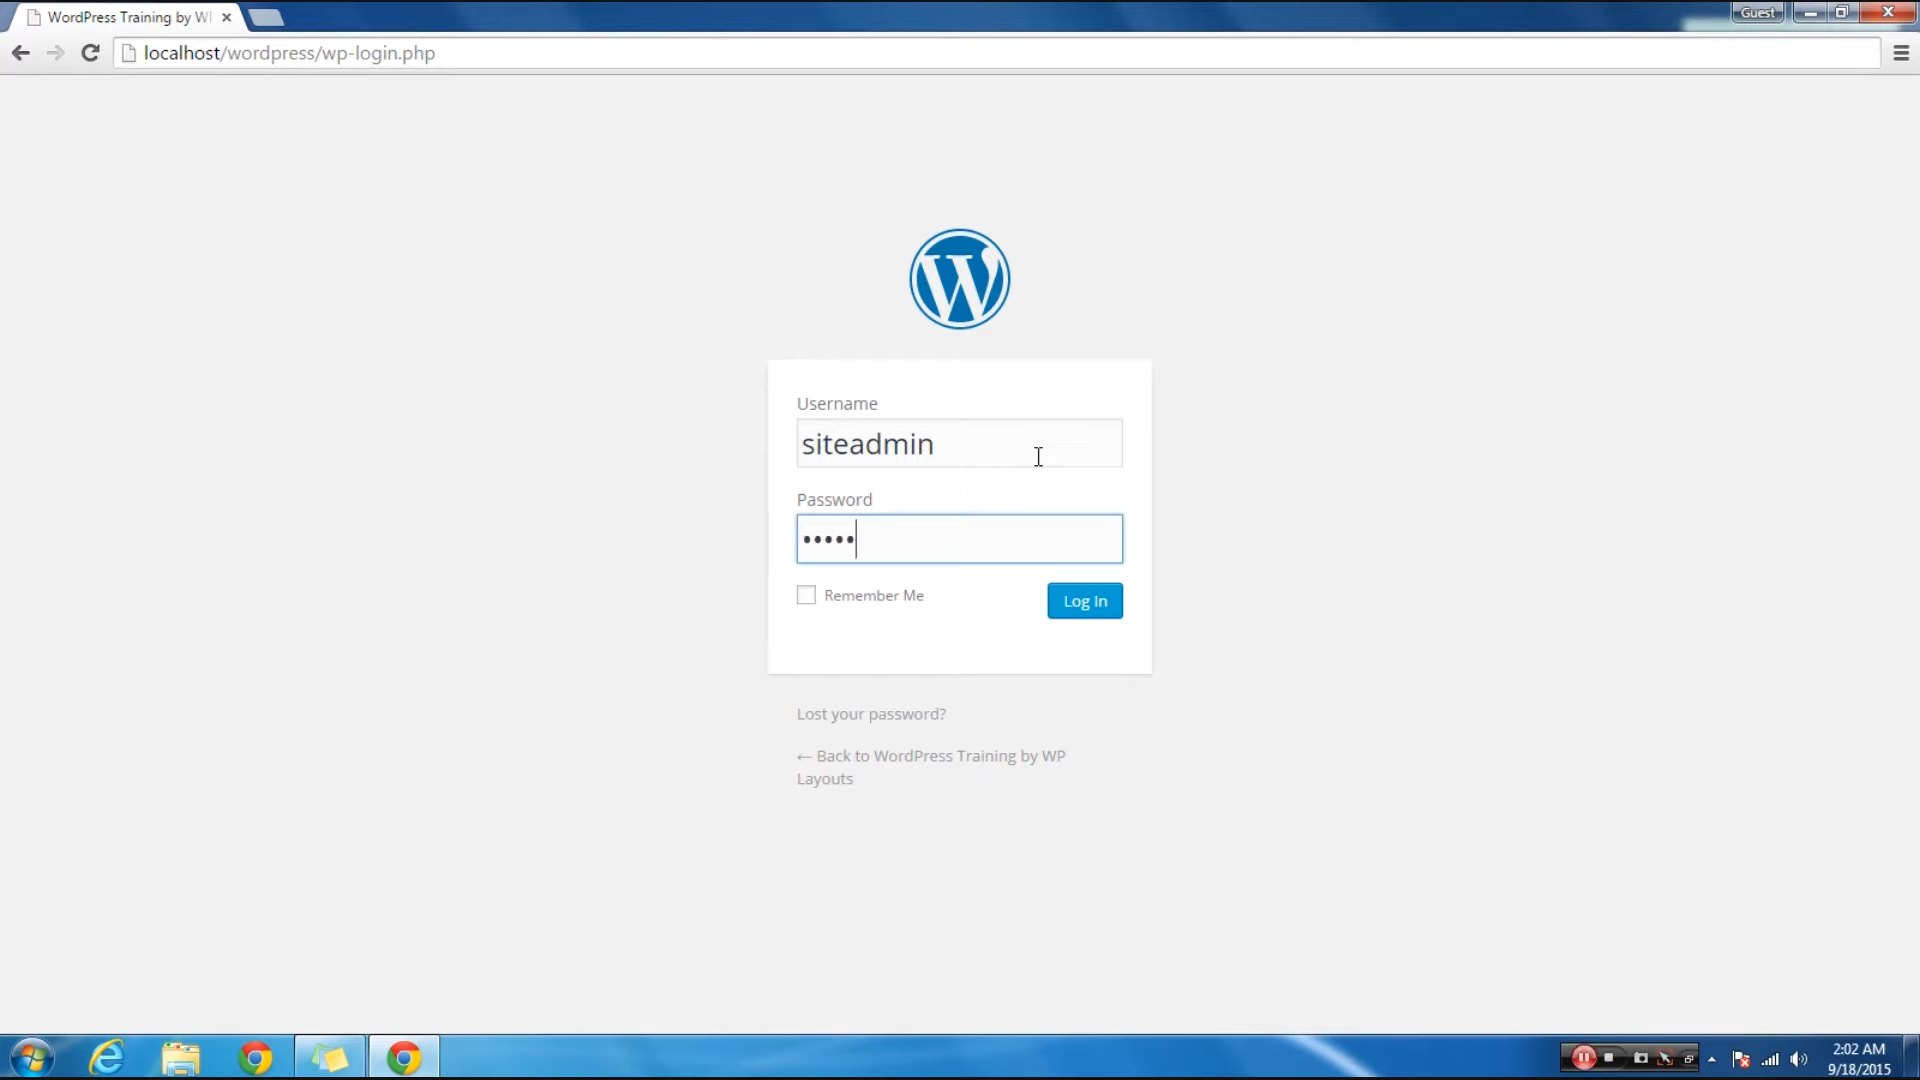 WordPress Training by W
Guest
localhost/wordpress/wp-login.php
Username
siteadmin
Password
•••••
Remember Me
Log In
Lost your password?
← Back to WordPress Training by WP
Layouts
2:02 AM
9/18/2015